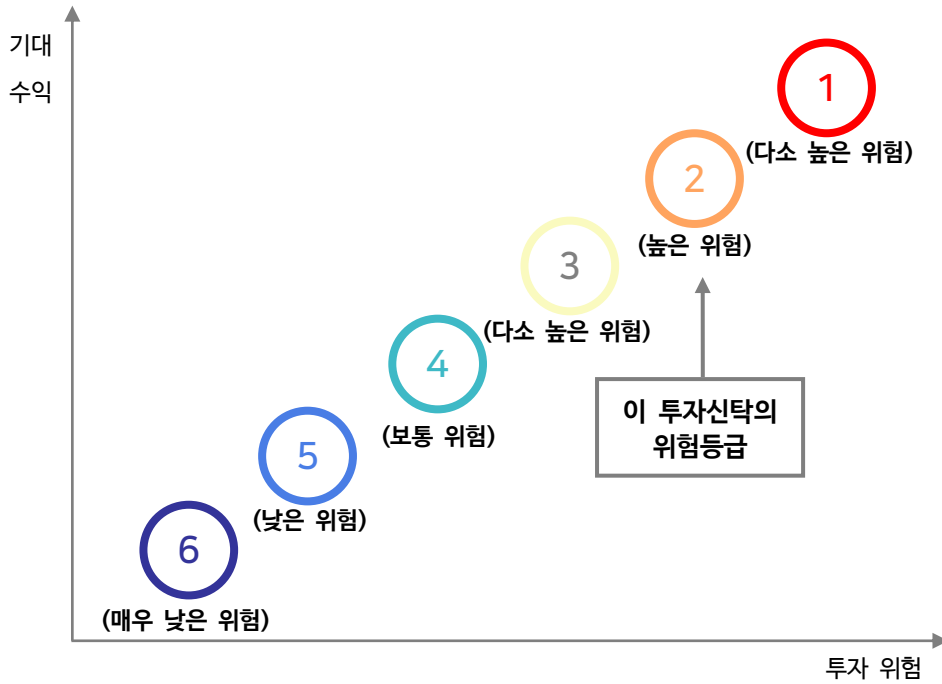 기대
수익
1
(다소 높은 위험)
2
(높은 위험)
3
(다소 높은 위험)
4
(보통 위험)
5
(낮은 위험)
6
(매우 낮은 위험)
이 투자신탁의
위험등급
투자 위험